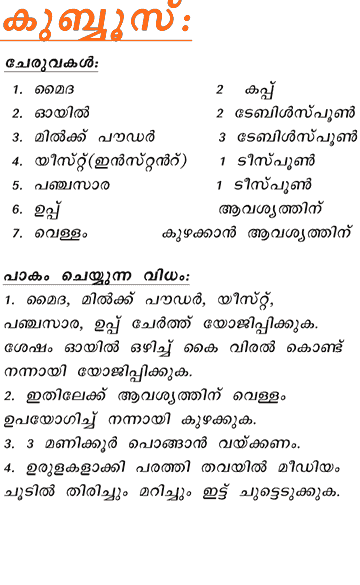 കുബ്ബൂസ്:
ചേരുവകൾ:
1. മൈദ 2 കപ്പ്
2. ഓയിൽ 2 ടേബിൾസ്പൂൺ
3. മിൽക്ക് പൗഡർ 3 ടേബിൾസ്പൂൺ
4. യീസ്റ്റ്(ഇൻസ്റ്റൻറ്) 1 ടീസ്പൂൺ
5. പഞ്ചസാര 1 ടീസ്പൂൺ
6. ഉപ്പ് ആവശ്യത്തിന്
7. വെള്ളം കുഴക്കാൻ ആവശ്യത്തിന്
പാകം ചെയ്യുന്ന വിധം:
1. മൈദ, മിൽക്ക് പൗഡർ, യീസ്റ്റ്,
പഞ്ചസാര, ഉപ്പ് ചേർത്ത് യോജിപ്പിക്കുക.
ശേഷം ഓയിൽ ഒഴിച്ച് കൈ വിരൽ കൊണ്ട്
നന്നായി യോജിപ്പിക്കുക.
2. ഇതിലേക്ക് ആവശ്യത്തിന് വെള്ളം
ഉപയോഗിച്ച് നന്നായി കുഴക്കുക.
3. 3 മണിക്കൂർ പൊങ്ങാൻ വയ്ക്കണം.
4. ഉരുളകളാക്കി പരത്തി തവയിൽ മീഡിയം
ചൂടിൽ തിരിച്ചും മറിച്ചും ഇട്ട് ചുട്ടെടുക്കുക.